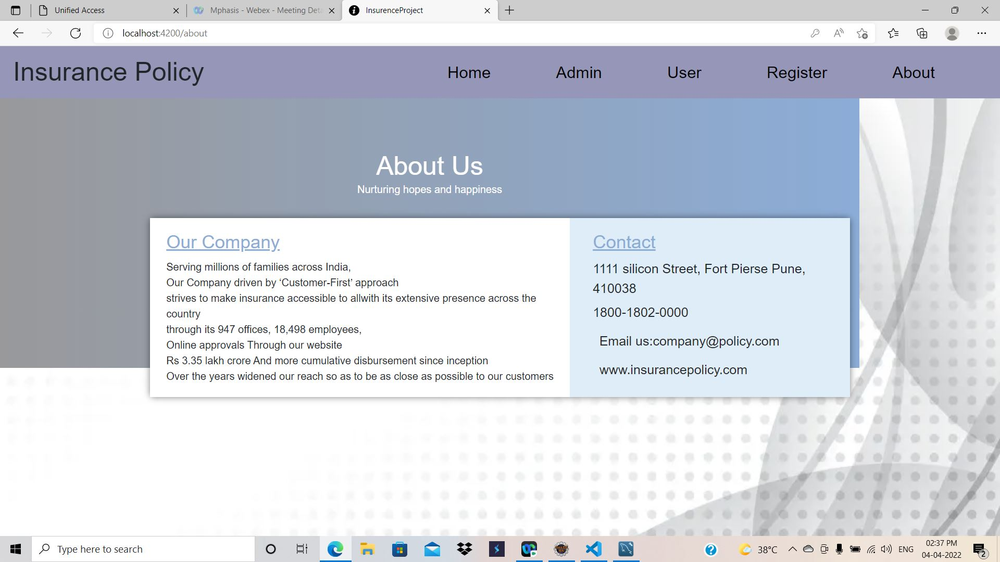 Unified Access
Mphasis - Webex - Meeting Deta
InsurenceProject
localhost:4200/about
Insurance Policy
Home
Admin
User
Register
About
About Us
Nurturing hopes and happiness
Our Company
Serving millions of families across India,
Our Company driven by ‘Customer-First’ approach
strives to make insurance accessible to allwith its extensive presence across the
country
through its 947 offices, 18,498 employees,
Online approvals Through our website
Rs 3.35 lakh crore And more cumulative disbursement since inception
Over the years widened our reach so as to be as close as possible to our customers
Contact
1111 silicon Street, Fort Pierse Pune,
410038
1800-1802-0000
Email us:company@policy.com
www.insurancepolicy.com
Type here to search
38°C
ENG
02:37 PM
04-04-2022
2